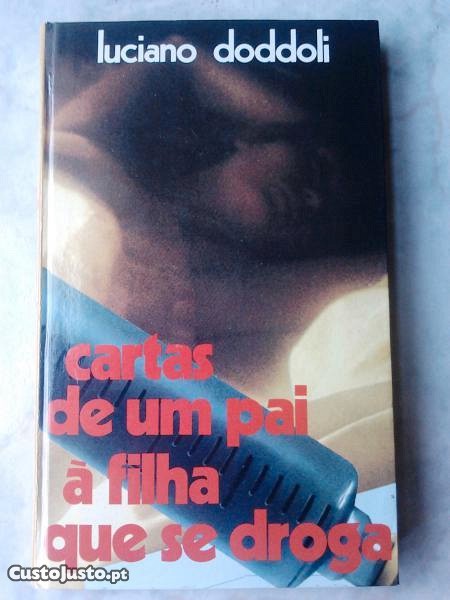 luciano doddoli
cartas
de um pai
à filha
que se droga
CustoJusto.pt